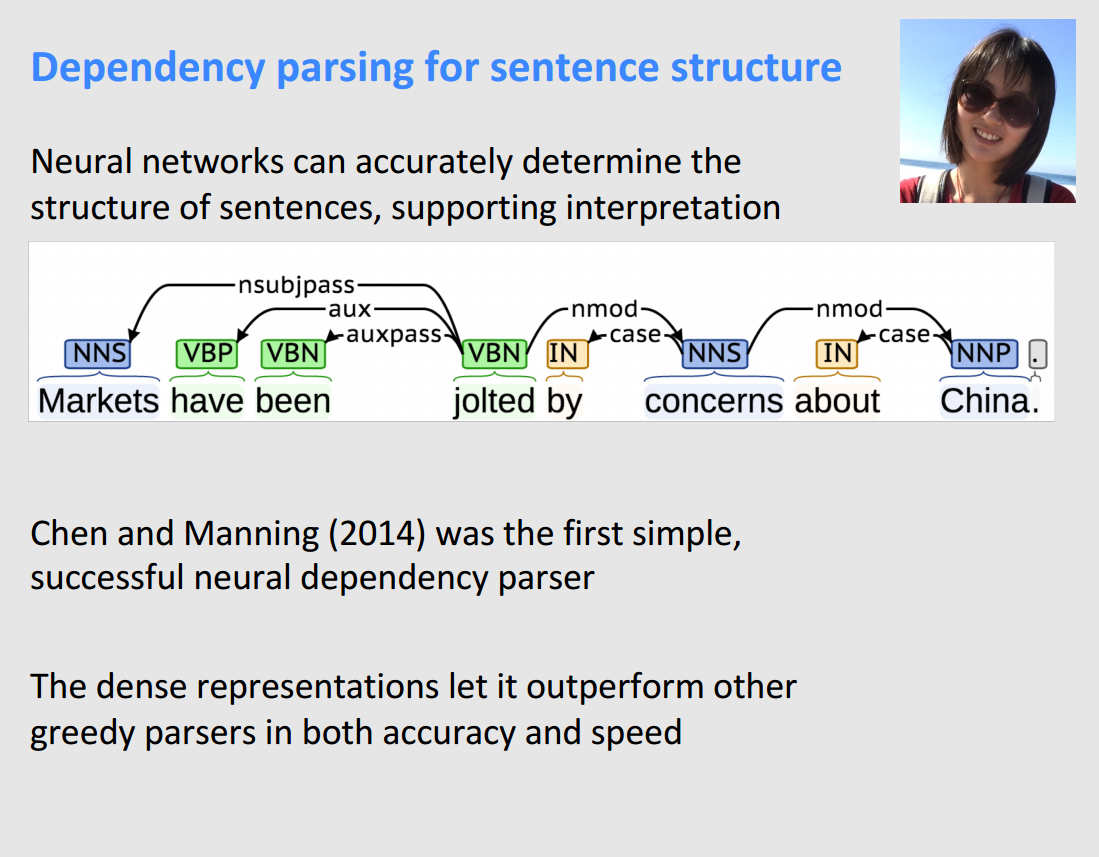 Dependency parsing for sentence structure
Neural networks can accurately determine the
structure of sentences, supporting interpretation
nsubjpass
aux nmod nmod
auxpass case case
NNS VBP VBN VBN IN NNS IN NNP .
Markets have been jolted by concerns about China.
Chen and Manning (2014) was the first simple,
successful neural dependency parser
The dense representations let it outperform other
greedy parsers in both accuracy and speed